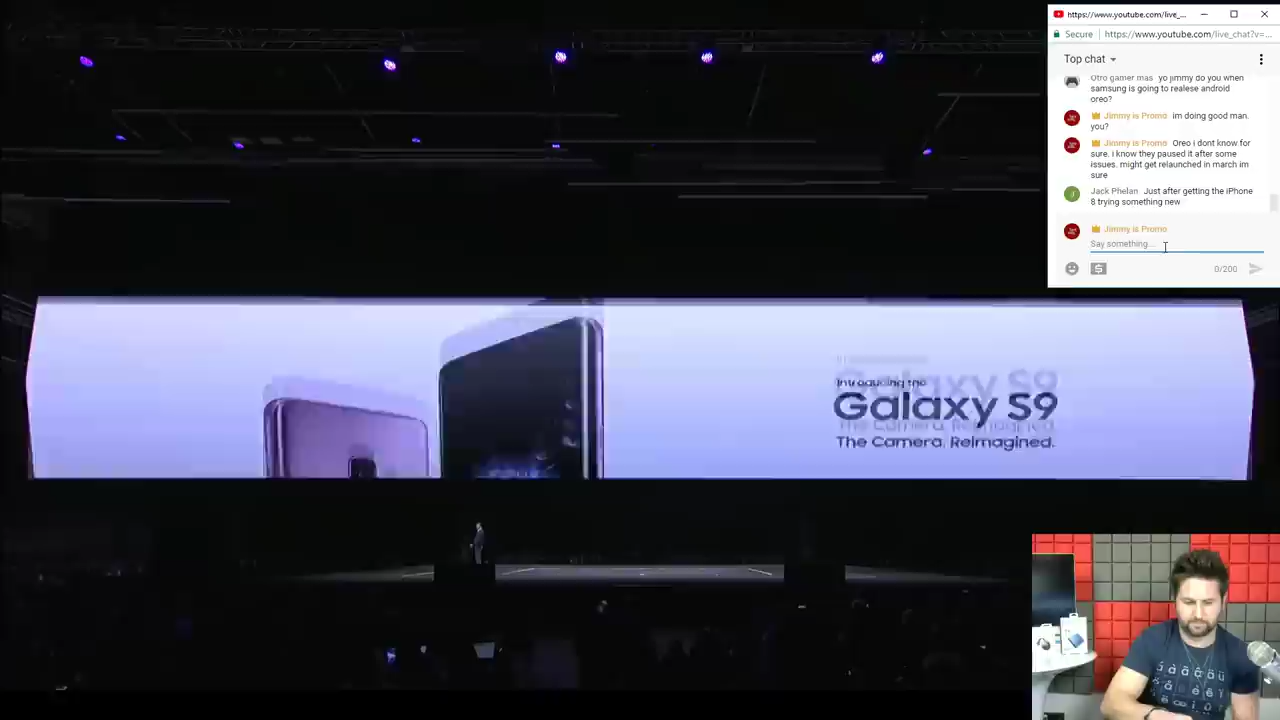 https://www.youtube.com/live_...
Secure
https://www.youtube.com/live_chat?v=...
Top chat
Otro gamer mas yo jimmy do you when
samsung is going to realese android
oreo?
Jimmy is Promo im doing good man.
you?
Jimmy is Promo Oreo i dont know for
sure. i know they paused it after some
issues. might get relaunched in march im
sure
Jack Phelan Just after getting the iPhone
8 trying something new
Jimmy is Promo
Say something...
$
0/200
Introducing the
Galaxy S9
The Camera. Reimagined.